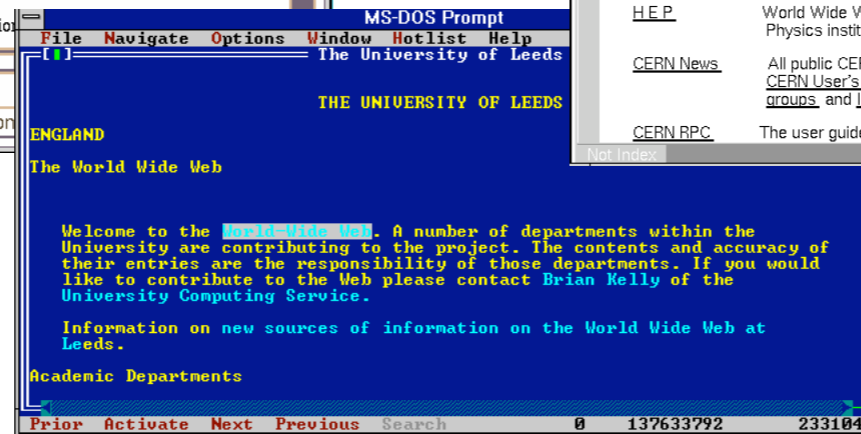 MS-DOS Prompt
File Navigate Options Window Hotlist Help
The University of Leeds
THE UNIVERSITY OF LEEDS
ENGLAND
The World Wide Web
Welcome to the World-Wide Web. A number of departments within the
University are contributing to the project. The contents and accuracy of
their entries are the responsibility of those departments. If you would
like to contribute to the Web please contact Brian Kelly of the
University Computing Service.
Information on new sources of information on the World Wide Web at
Leeds.
Academic Departments
Prior Activate Next Previous Search 0 137633792 233104
H E P World Wide W
Physics instit
CERN News All public CE
CERN User's
groups and
CERN RPC The user guide
Not Index